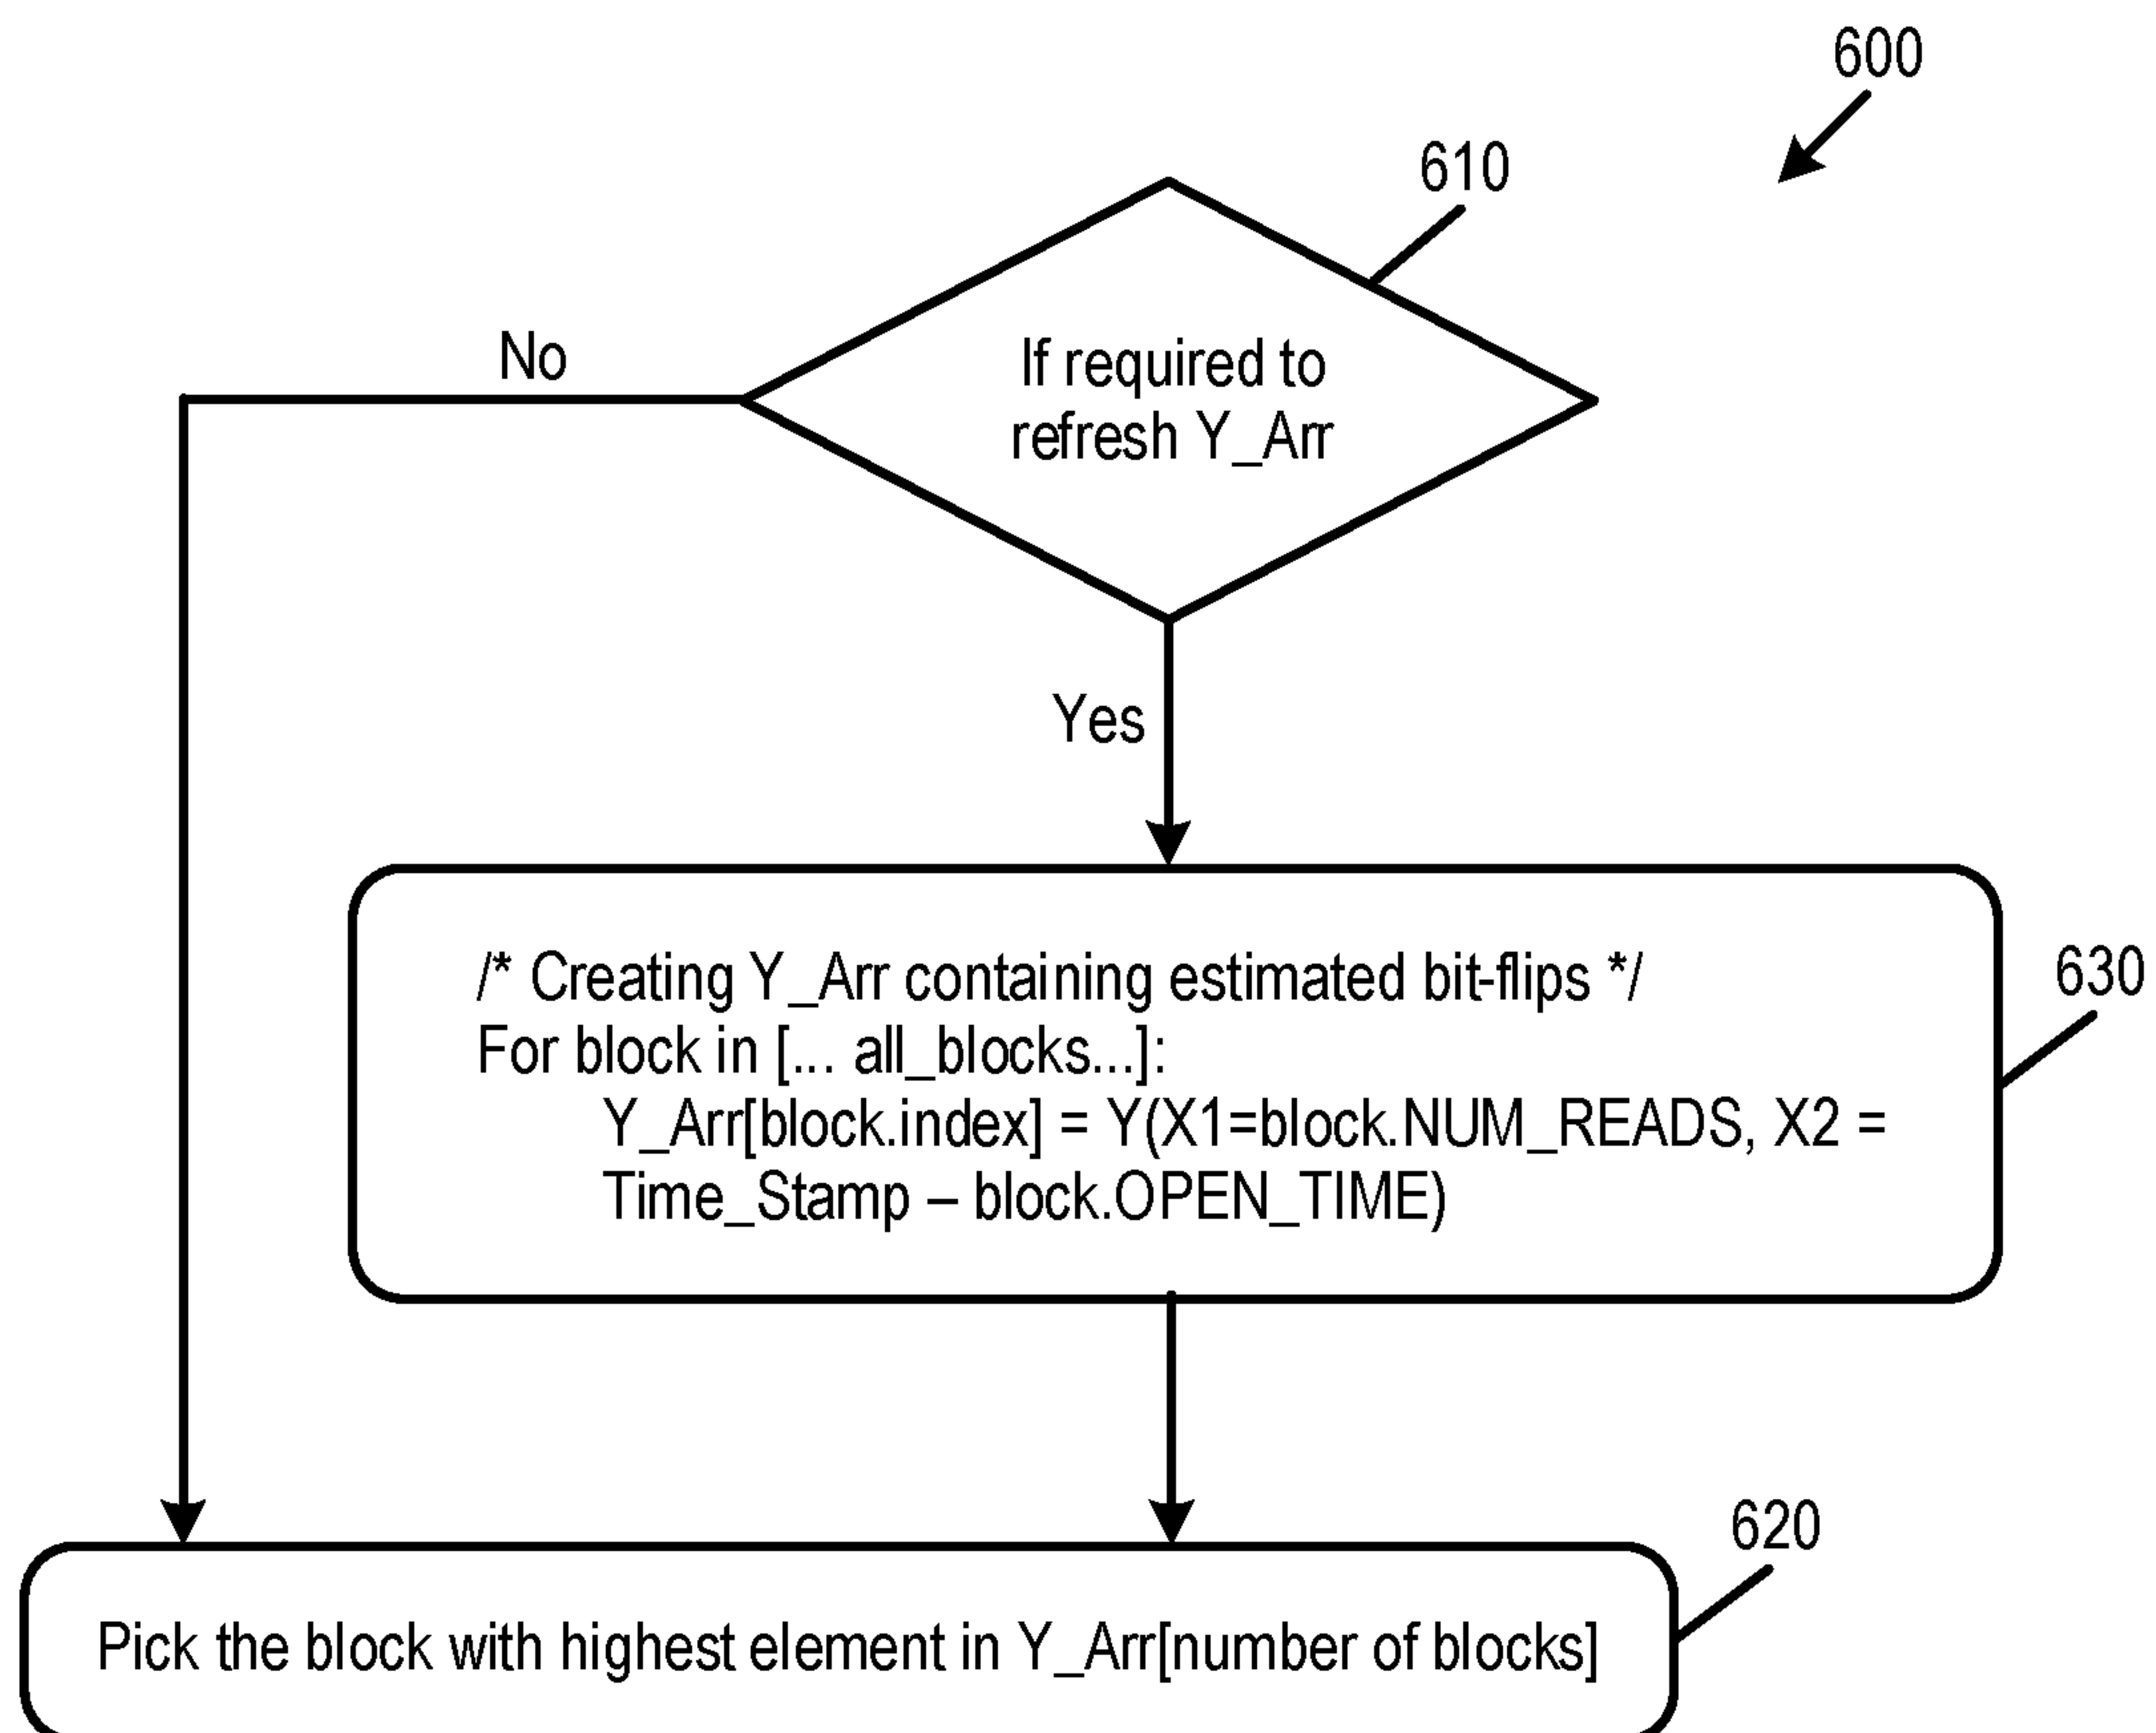 600
610
No
If required to
refresh Y_Arr
Yes
/* Creating Y_Arr containing estimated bit-flips */
630
For block in [... all_blocks...]:
Y_Arr[block.index] = Y(X1=block.NUM_READS, X2 =
Time_Stamp – block.OPEN_TIME)
620
Pick the block with highest element in Y_Arr[number of blocks]